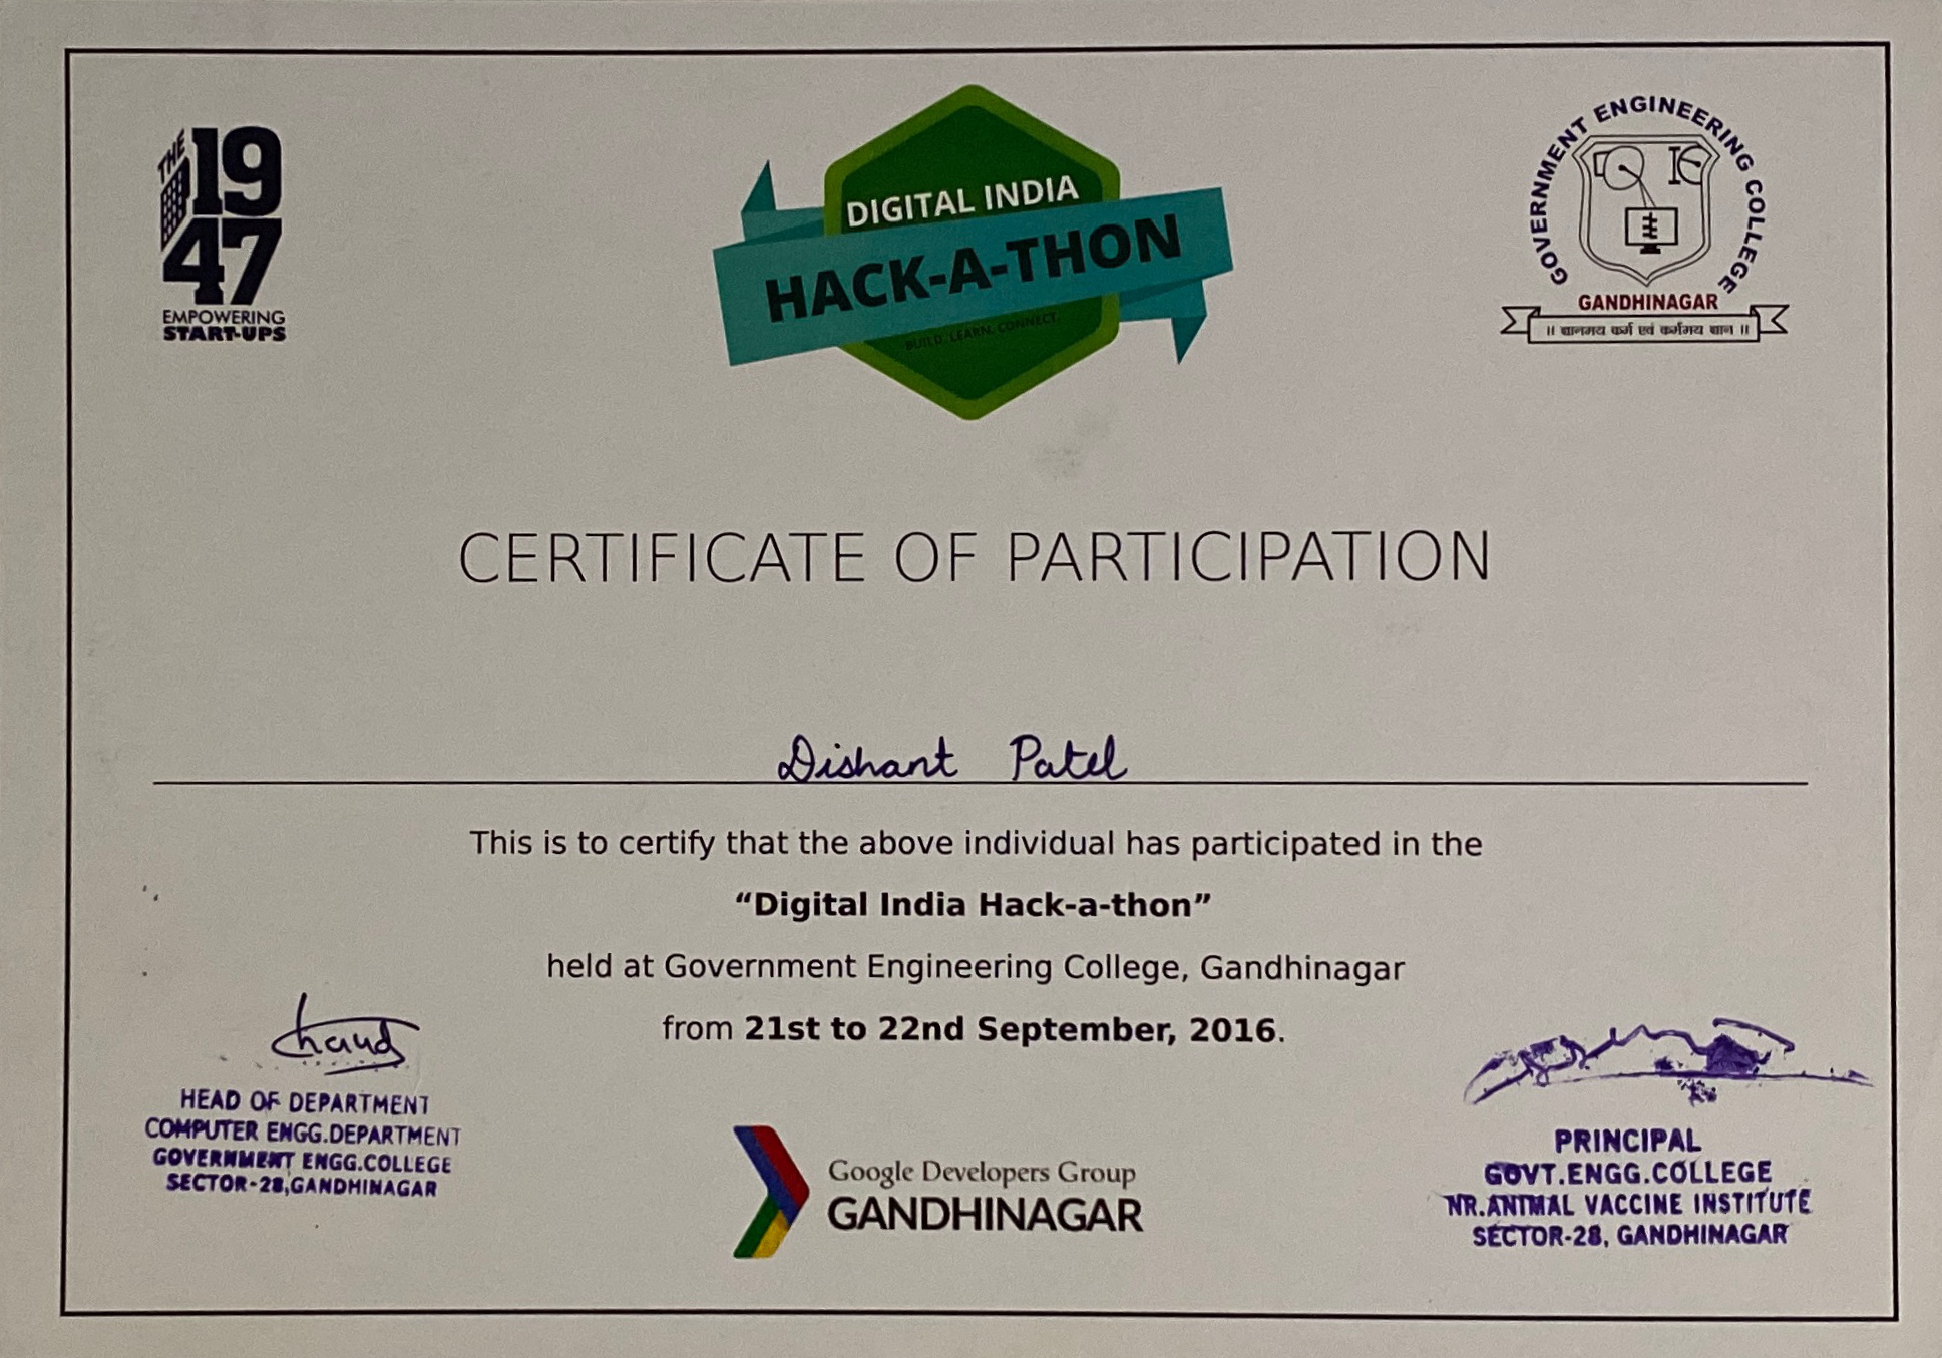 THE
19
47
EMPOWERING
START-UPS
DIGITAL INDIA
HACK-A-THON
BUILD. LEARN. CONNECT.
GOVERNMENT ENGINEERING COLLEGE
GANDHINAGAR
॥ ज्ञानमय कर्म एवं कर्ममय ज्ञान ॥
CERTIFICATE OF PARTICIPATION
Dishant Patel
This is to certify that the above individual has participated in the
“Digital India Hack-a-thon”
held at Government Engineering College, Gandhinagar
from 21st to 22nd September, 2016.
HEAD OF DEPARTMENT
COMPUTER ENGG.DEPARTMENT
GOVERNMENT ENGG.COLLEGE
SECTOR-28,GANDHINAGAR
Google Developers Group
GANDHINAGAR
PRINCIPAL
GOVT.ENGG.COLLEGE
NR.ANIMAL VACCINE INSTITUTE
SECTOR-28, GANDHINAGAR